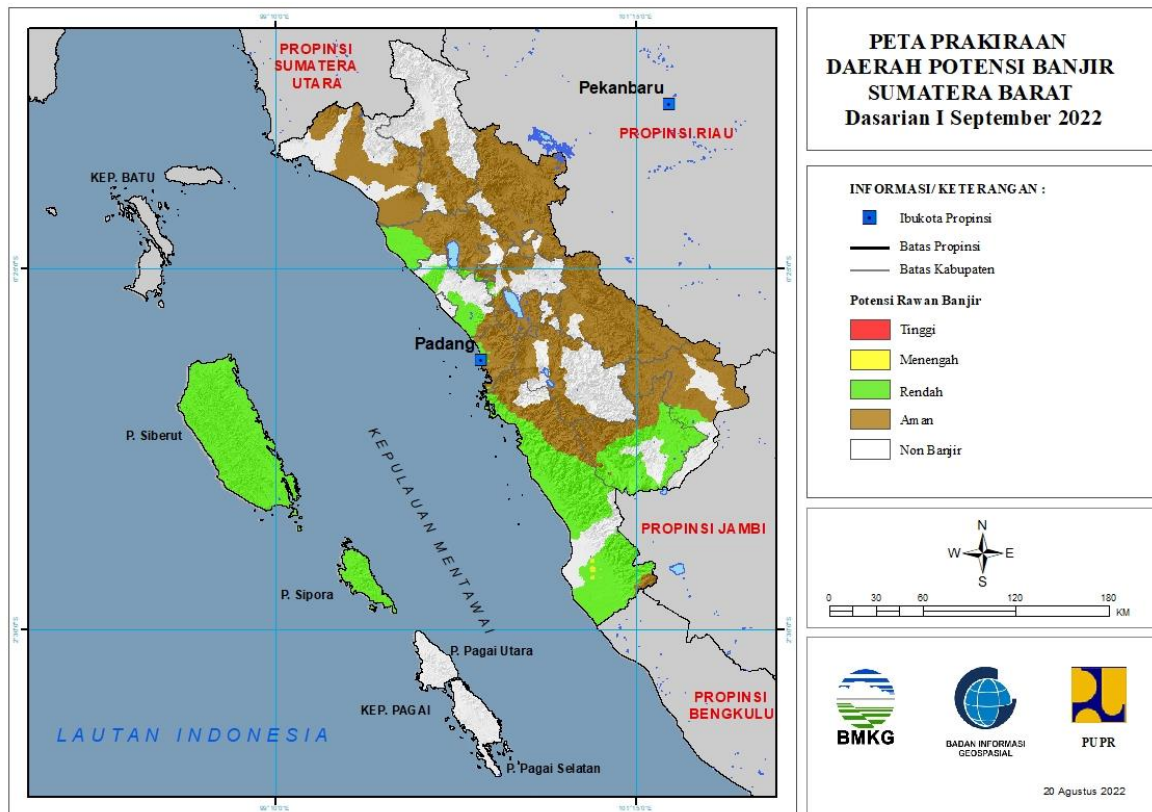 PETA PRAKIRAAN
DAERAH POTENSI BANJIR
SUMATERA BARAT
Dasarian I September 2022
INFORMASI/ KETERANGAN :
Ibukota Propinsi
Batas Propinsi
Batas Kabupaten
Potensi Rawan Banjir
Tinggi
Menengah
Rendah
Aman
Non Banjir
N
W E
S
0 30 60 120 180
KM
BMKG
BADAN INFORMASI
GEOSPASIAL
PUPR
20 Agustus 2022
PROPINSI
SUMATERA
UTARA
Pekanbaru
PROPINSI RIAU
KEP. BATU
Padang
P. Siberut
KEPULAUAN MENTAWAI
PROPINSI JAMBI
P. Sipora
P. Pagai Utara
KEP. PAGAI
PROPINSI
BENGKULU
LAUTAN INDONESIA
P. Pagai Selatan